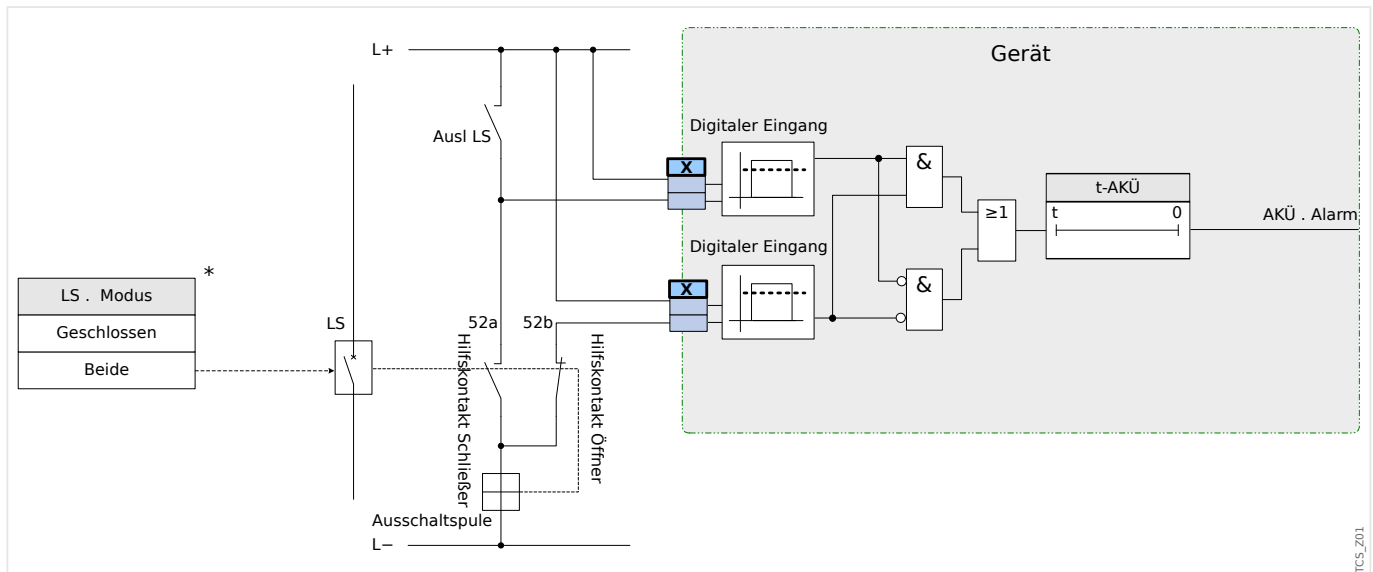 L+
Gerät
Digitaler Eingang
Ausl LS
X
&
t-AKÜ
t 0
≥1
AKÜ . Alarm
Digitaler Eingang
*
LS . Modus
Geschlossen
Beide
X
&
LS
52a
52b
Hilfskontakt Schließer
Hilfskontakt Öffner
Ausschaltspule
L−
TCS_Z01